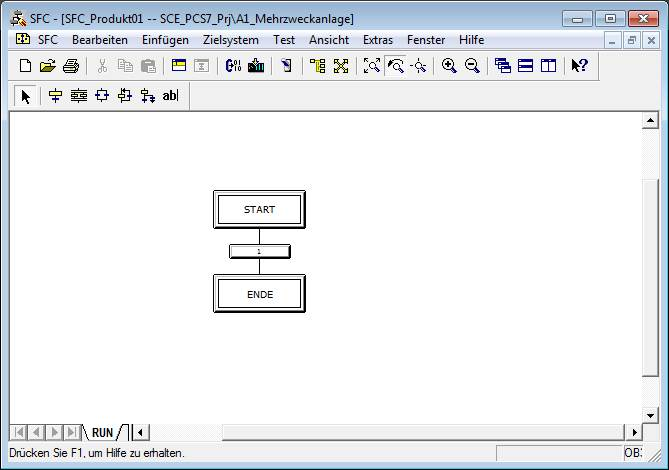 SFC - [SFC_Produkt01 -- SCE_PCS7_Prj\A1_Mehrzweckanlage]
SFC Bearbeiten Einfügen Zielsystem Test Ansicht Extras Fenster Hilfe
ab|
START
1
ENDE
RUN
Drücken Sie F1, um Hilfe zu erhalten.